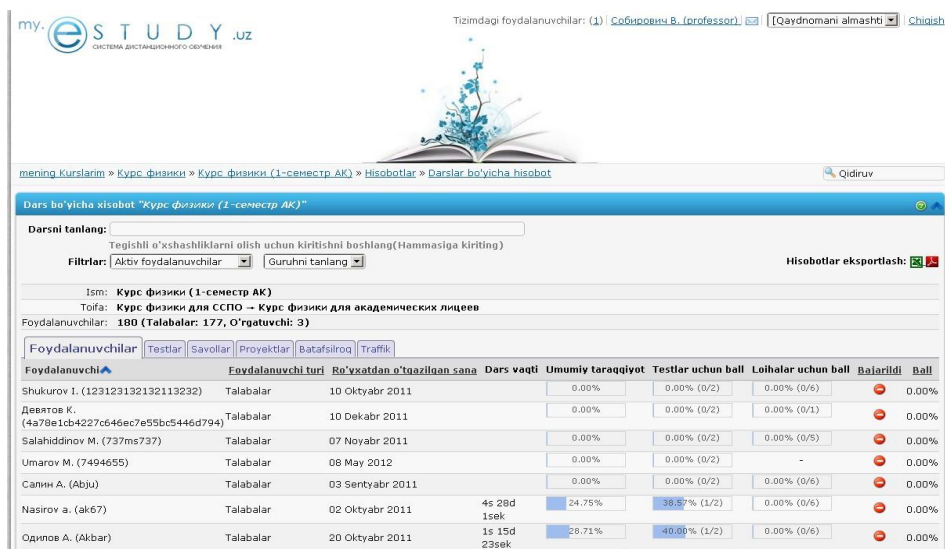 my.eSTUDY.uz
СИСТЕМА ДИСТАНЦИОННОГО ОБУЧЕНИЯ
Tizimdagi foydalanuvchilar: (1) Собирович В. (professor) [Qaydnomani almashti Chiqish
mening Kurslarim » Курс физики » Курс физики (1-семестр АК) » Hisobotlar » Darslar bo'yicha hisobot Qidiruv
Dars bo'yicha xisobot "Курс физики (1-семестр АК)"
Darsni tanlang:
Tegishli o'xshashliklarni olish uchun kiritishni boshlang(Hammasiga kiriting)
Filtrlar: Aktiv foydalanuvchilar Guruhni tanlang Hisobotlar eksportlash:
Ism: Курс физики (1-семестр АК)
Toifa: Курс физики для ССПО → Курс физики для академических лицеев
Foydalanuvchilar: 180 (Talabalar: 177, O'rgatuvchi: 3)
Foydalanuvchilar Testlar Savollar Proyektlar Batafsilroq Traffik
Foydalanuvchi Foydalanuvchi turi Ro'yxatdan o'tgazilgan sana Dars vaqti Umumiy taraqqiyot Testlar uchun ball Loihalar uchun ball Bajarildi Ball
Shukurov I. (123123132132113232) Talabalar 10 Oktyabr 2011 0.00% 0.00% (0/2) 0.00% (0/6) 0.00%
Девятов К.
(4a78e1cb4227c646ec7e55bc5446d794) Talabalar 10 Dekabr 2011 0.00% 0.00% (0/2) 0.00% (0/1) 0.00%
Salahiddinov M. (737ms737) Talabalar 07 Noyabr 2011 0.00% 0.00% (0/2) 0.00% (0/5) 0.00%
Umarov M. (7494655) Talabalar 08 May 2012 0.00% 0.00% (0/2) - 0.00%
Салин А. (Abju) Talabalar 03 Sentyabr 2011 0.00% 0.00% (0/2) 0.00% (0/6) 0.00%
Nasirov a. (ak67) Talabalar 02 Oktyabr 2011 4s 28d 1sek 24.75% 38.57% (1/2) 0.00% (0/6) 0.00%
Одилов А. (Akbar) Talabalar 20 Oktyabr 2011 1s 15d 23sek 28.71% 40.00% (1/2) 0.00% (0/6) 0.00%